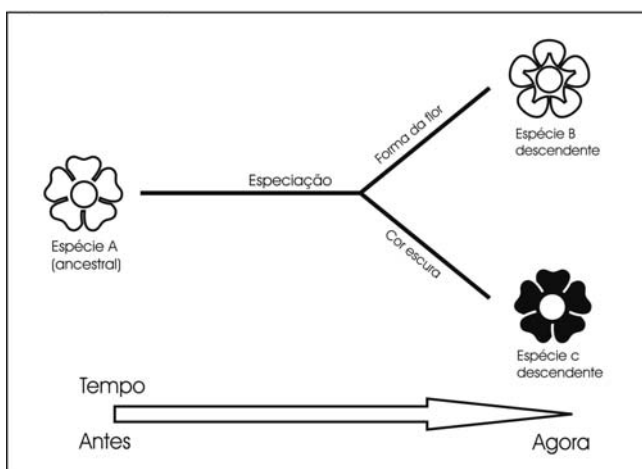 Forma da flor
Espécie B
descendente
Especiação
Espécie A
(ancestral)
Cor escura
Espécie c
descendente
Tempo
Antes
Agora